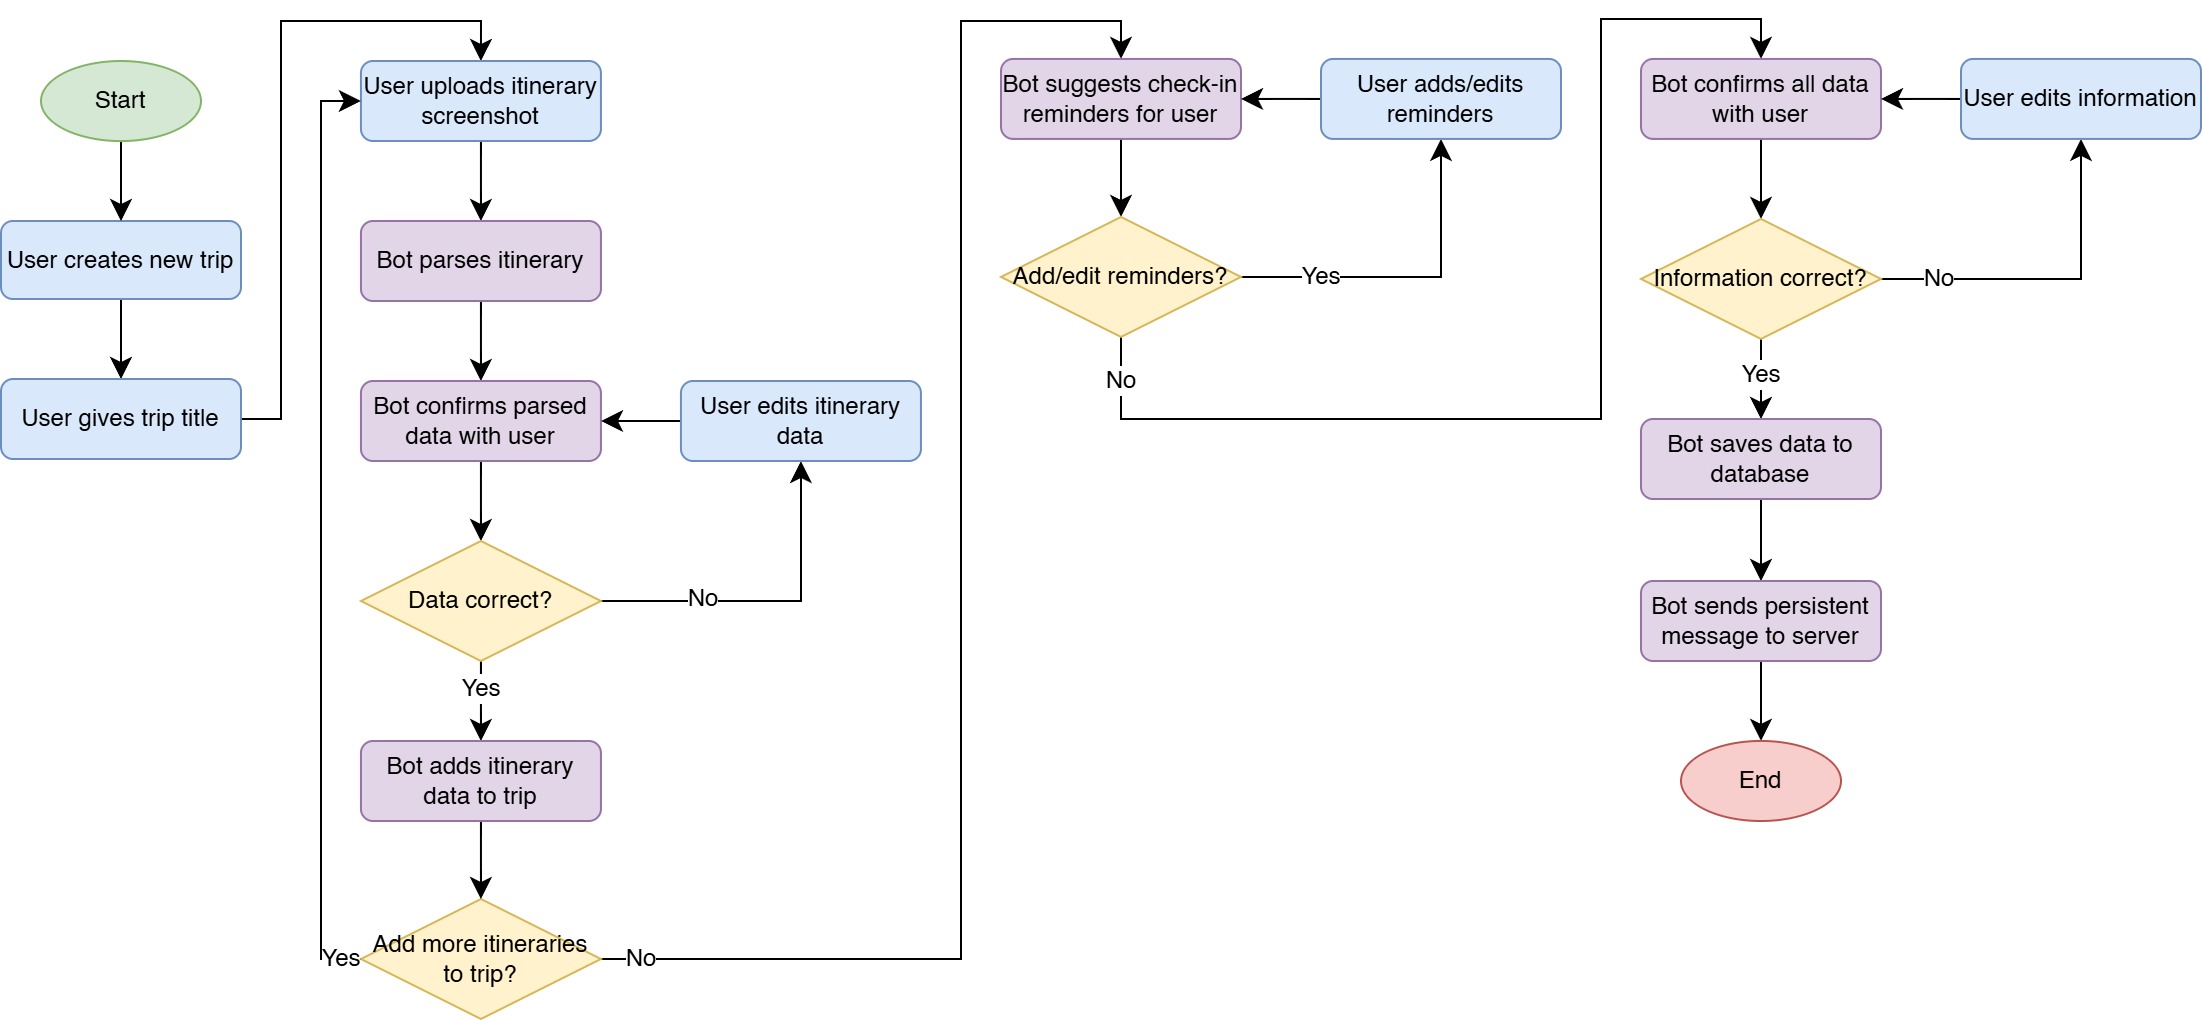 Start
User creates new trip
User gives trip title
User uploads itinerary
screenshot
Bot parses itinerary
Bot confirms parsed
data with user
User edits itinerary
data
Data correct?
No
Yes
Bot adds itinerary
data to trip
Add more itineraries
to trip?
Yes
No
Bot suggests check-in
reminders for user
User adds/edits
reminders
Add/edit reminders?
Yes
No
Bot confirms all data
with user
User edits information
Information correct?
No
Yes
Bot saves data to
database
Bot sends persistent
message to server
End